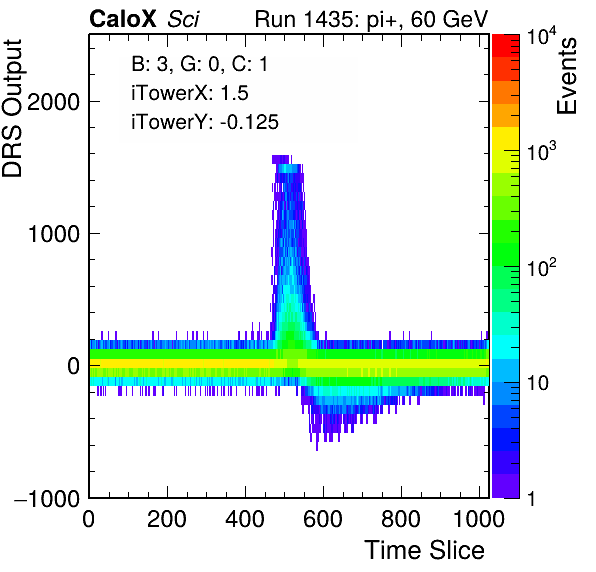 CaloX Sci Run 1435: pi+, 60 GeV
B: 3, G: 0, C: 1
iTowerX: 1.5
iTowerY: -0.125
DRS Output
2000
1000
0
−1000
0 200 400 600 800 1000
Time Slice
Events
10^4
10^3
10^2
10
1